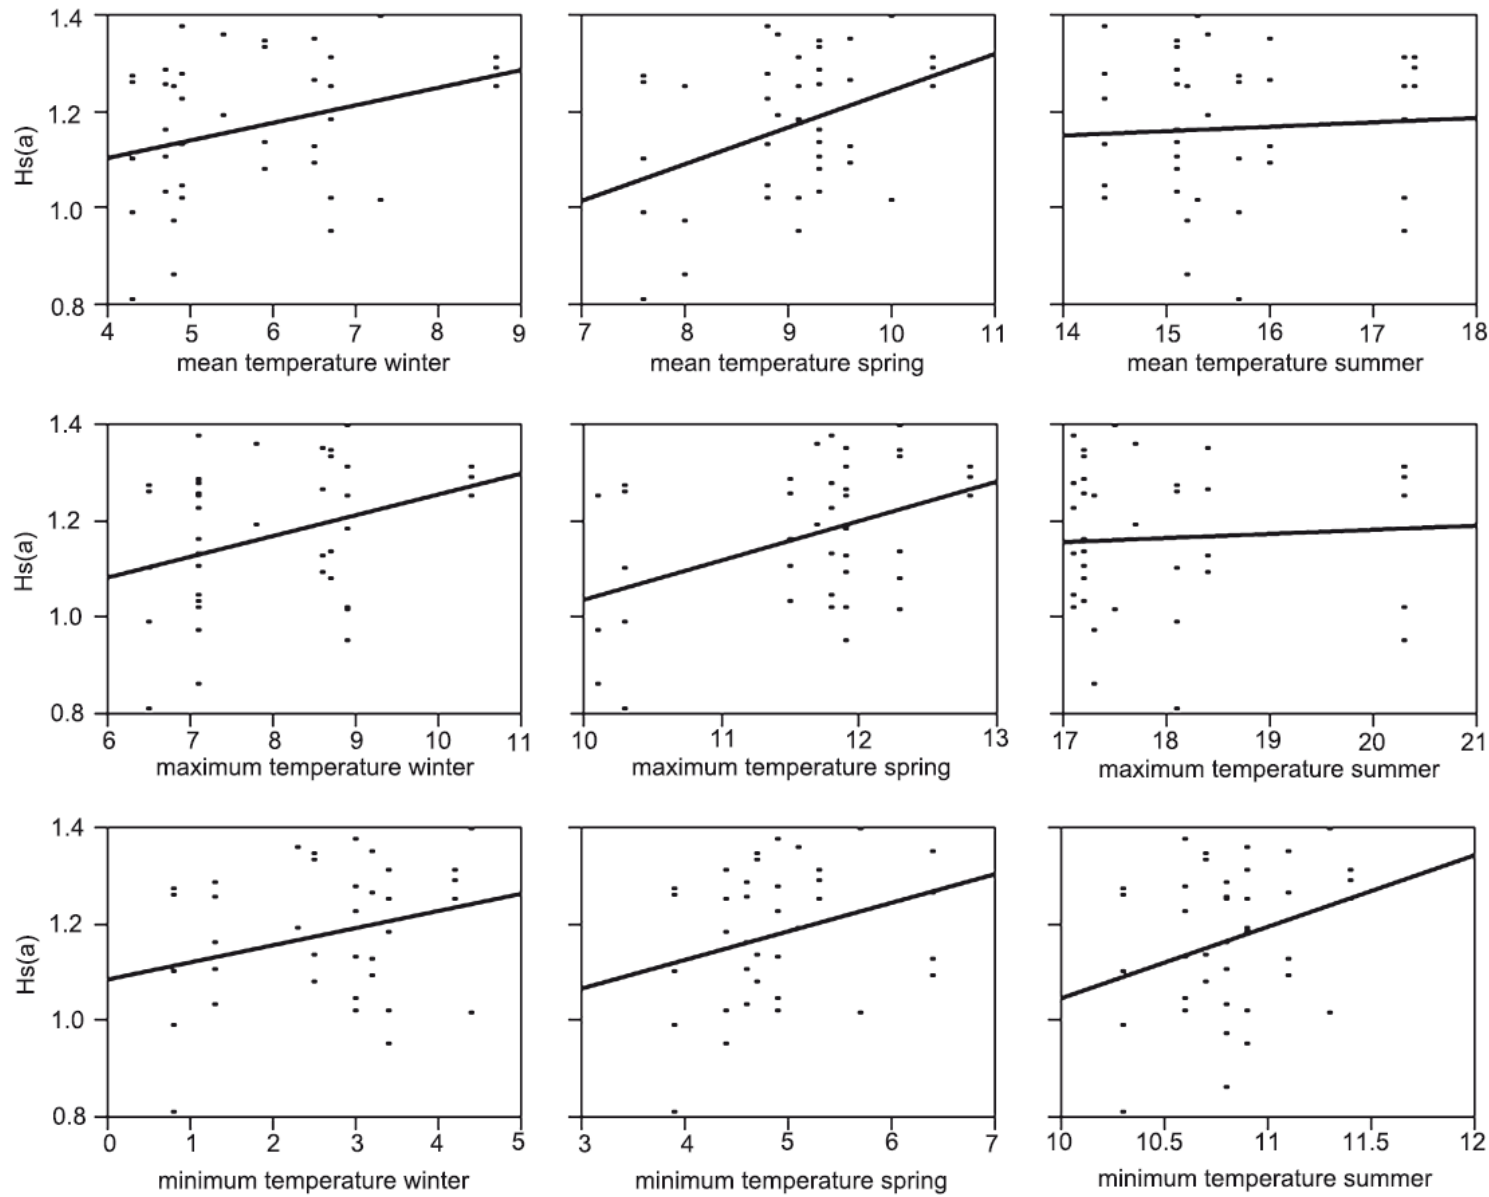 1.4
1.2
1.0
0.8
Hs(a)
4 5 6 7 8 9
mean temperature winter
7 8 9 10 11
mean temperature spring
14 15 16 17 18
mean temperature summer
1.4
1.2
1.0
0.8
Hs(a)
6 7 8 9 10 11
maximum temperature winter
10 11 12 13
maximum temperature spring
17 18 19 20 21
maximum temperature summer
1.4
1.2
1.0
0.8
Hs(a)
0 1 2 3 4 5
minimum temperature winter
3 4 5 6 7
minimum temperature spring
10 10.5 11 11.5 12
minimum temperature summer